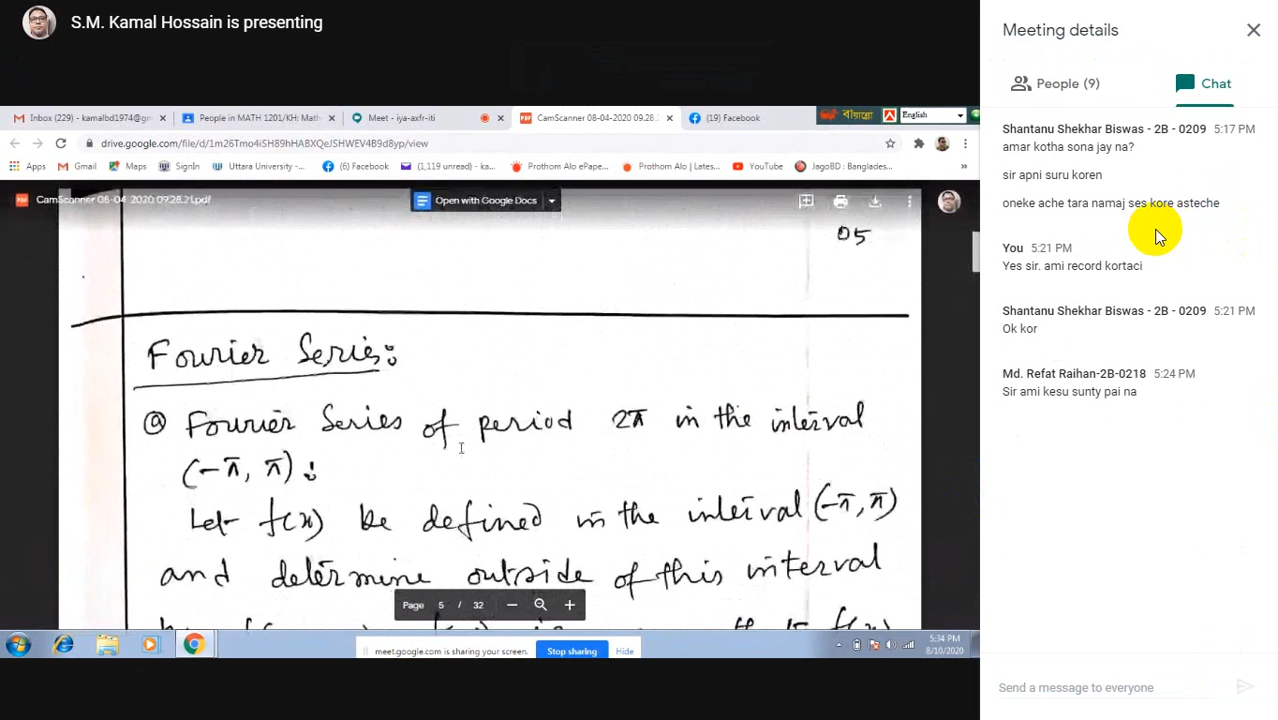 S.M. Kamal Hossain is presenting
Inbox (229) - kamalbd1974@gm
People in MATH 1201/KH: Math
Meet - iya-axfr-iti
CamScanner 08-04-2020 09.28.
(19) Facebook
English
drive.google.com/file/d/1m26Tmo4iSH89hHABXQeJSHWEV4B9d8yp/view
Apps
Gmail
Maps
SignIn
Uttara University -...
(6) Facebook
(1,119 unread) - ka...
Prothom Alo ePape...
Prothom Alo | Lates...
YouTube
JagoBD : Banglades...
»
CamScanner 08-04-2020 09.28.21.pdf
Open with Google Docs
05
Fourier Series:
ⓐ Fourier Series of period 2π in the interval
(-π, π):
Let f(x) be defined in the interval (-π, π)
and determine outside of this interval
Page 5 / 32
meet.google.com is sharing your screen.
Stop sharing
Hide
5:34 PM
8/10/2020
Meeting details
People (9)
Chat
Shantanu Shekhar Biswas - 2B - 0209 5:17 PM
amar kotha sona jay na?
sir apni suru koren
oneke ache tara namaj ses kore asteche
You 5:21 PM
Yes sir. ami record kortaci
Shantanu Shekhar Biswas - 2B - 0209 5:21 PM
Ok kor
Md. Refat Raihan-2B-0218 5:24 PM
Sir ami kesu sunty pai na
Send a message to everyone